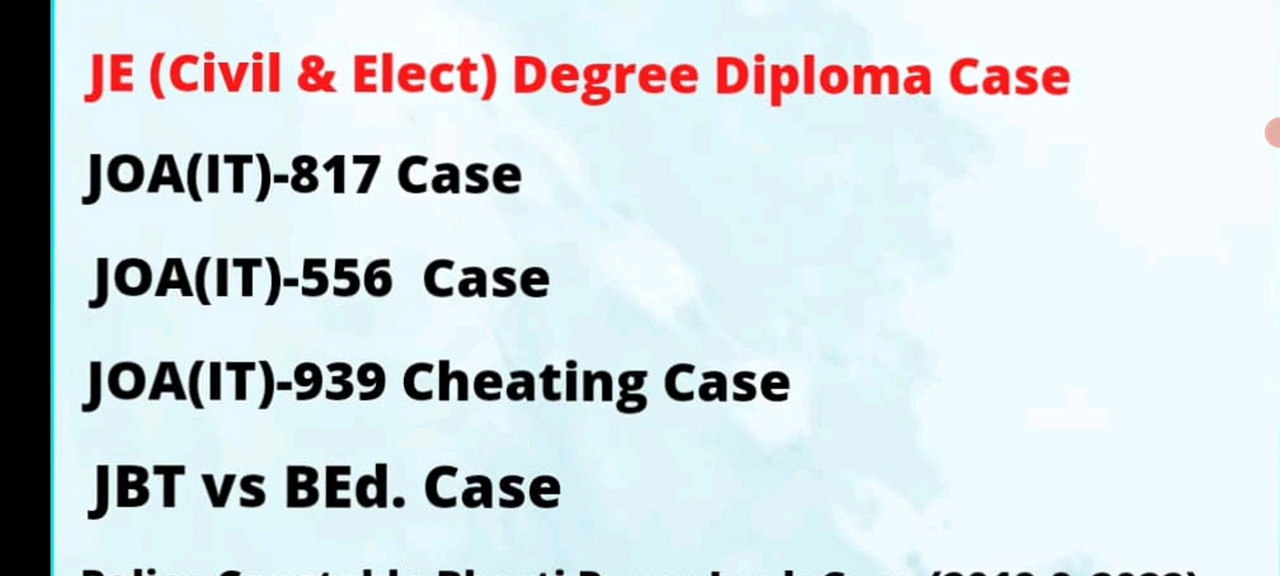 JE (Civil & Elect) Degree Diploma Case
JOA(IT)-817 Case
JOA(IT)-556 Case
JOA(IT)-939 Cheating Case
JBT vs BEd. Case